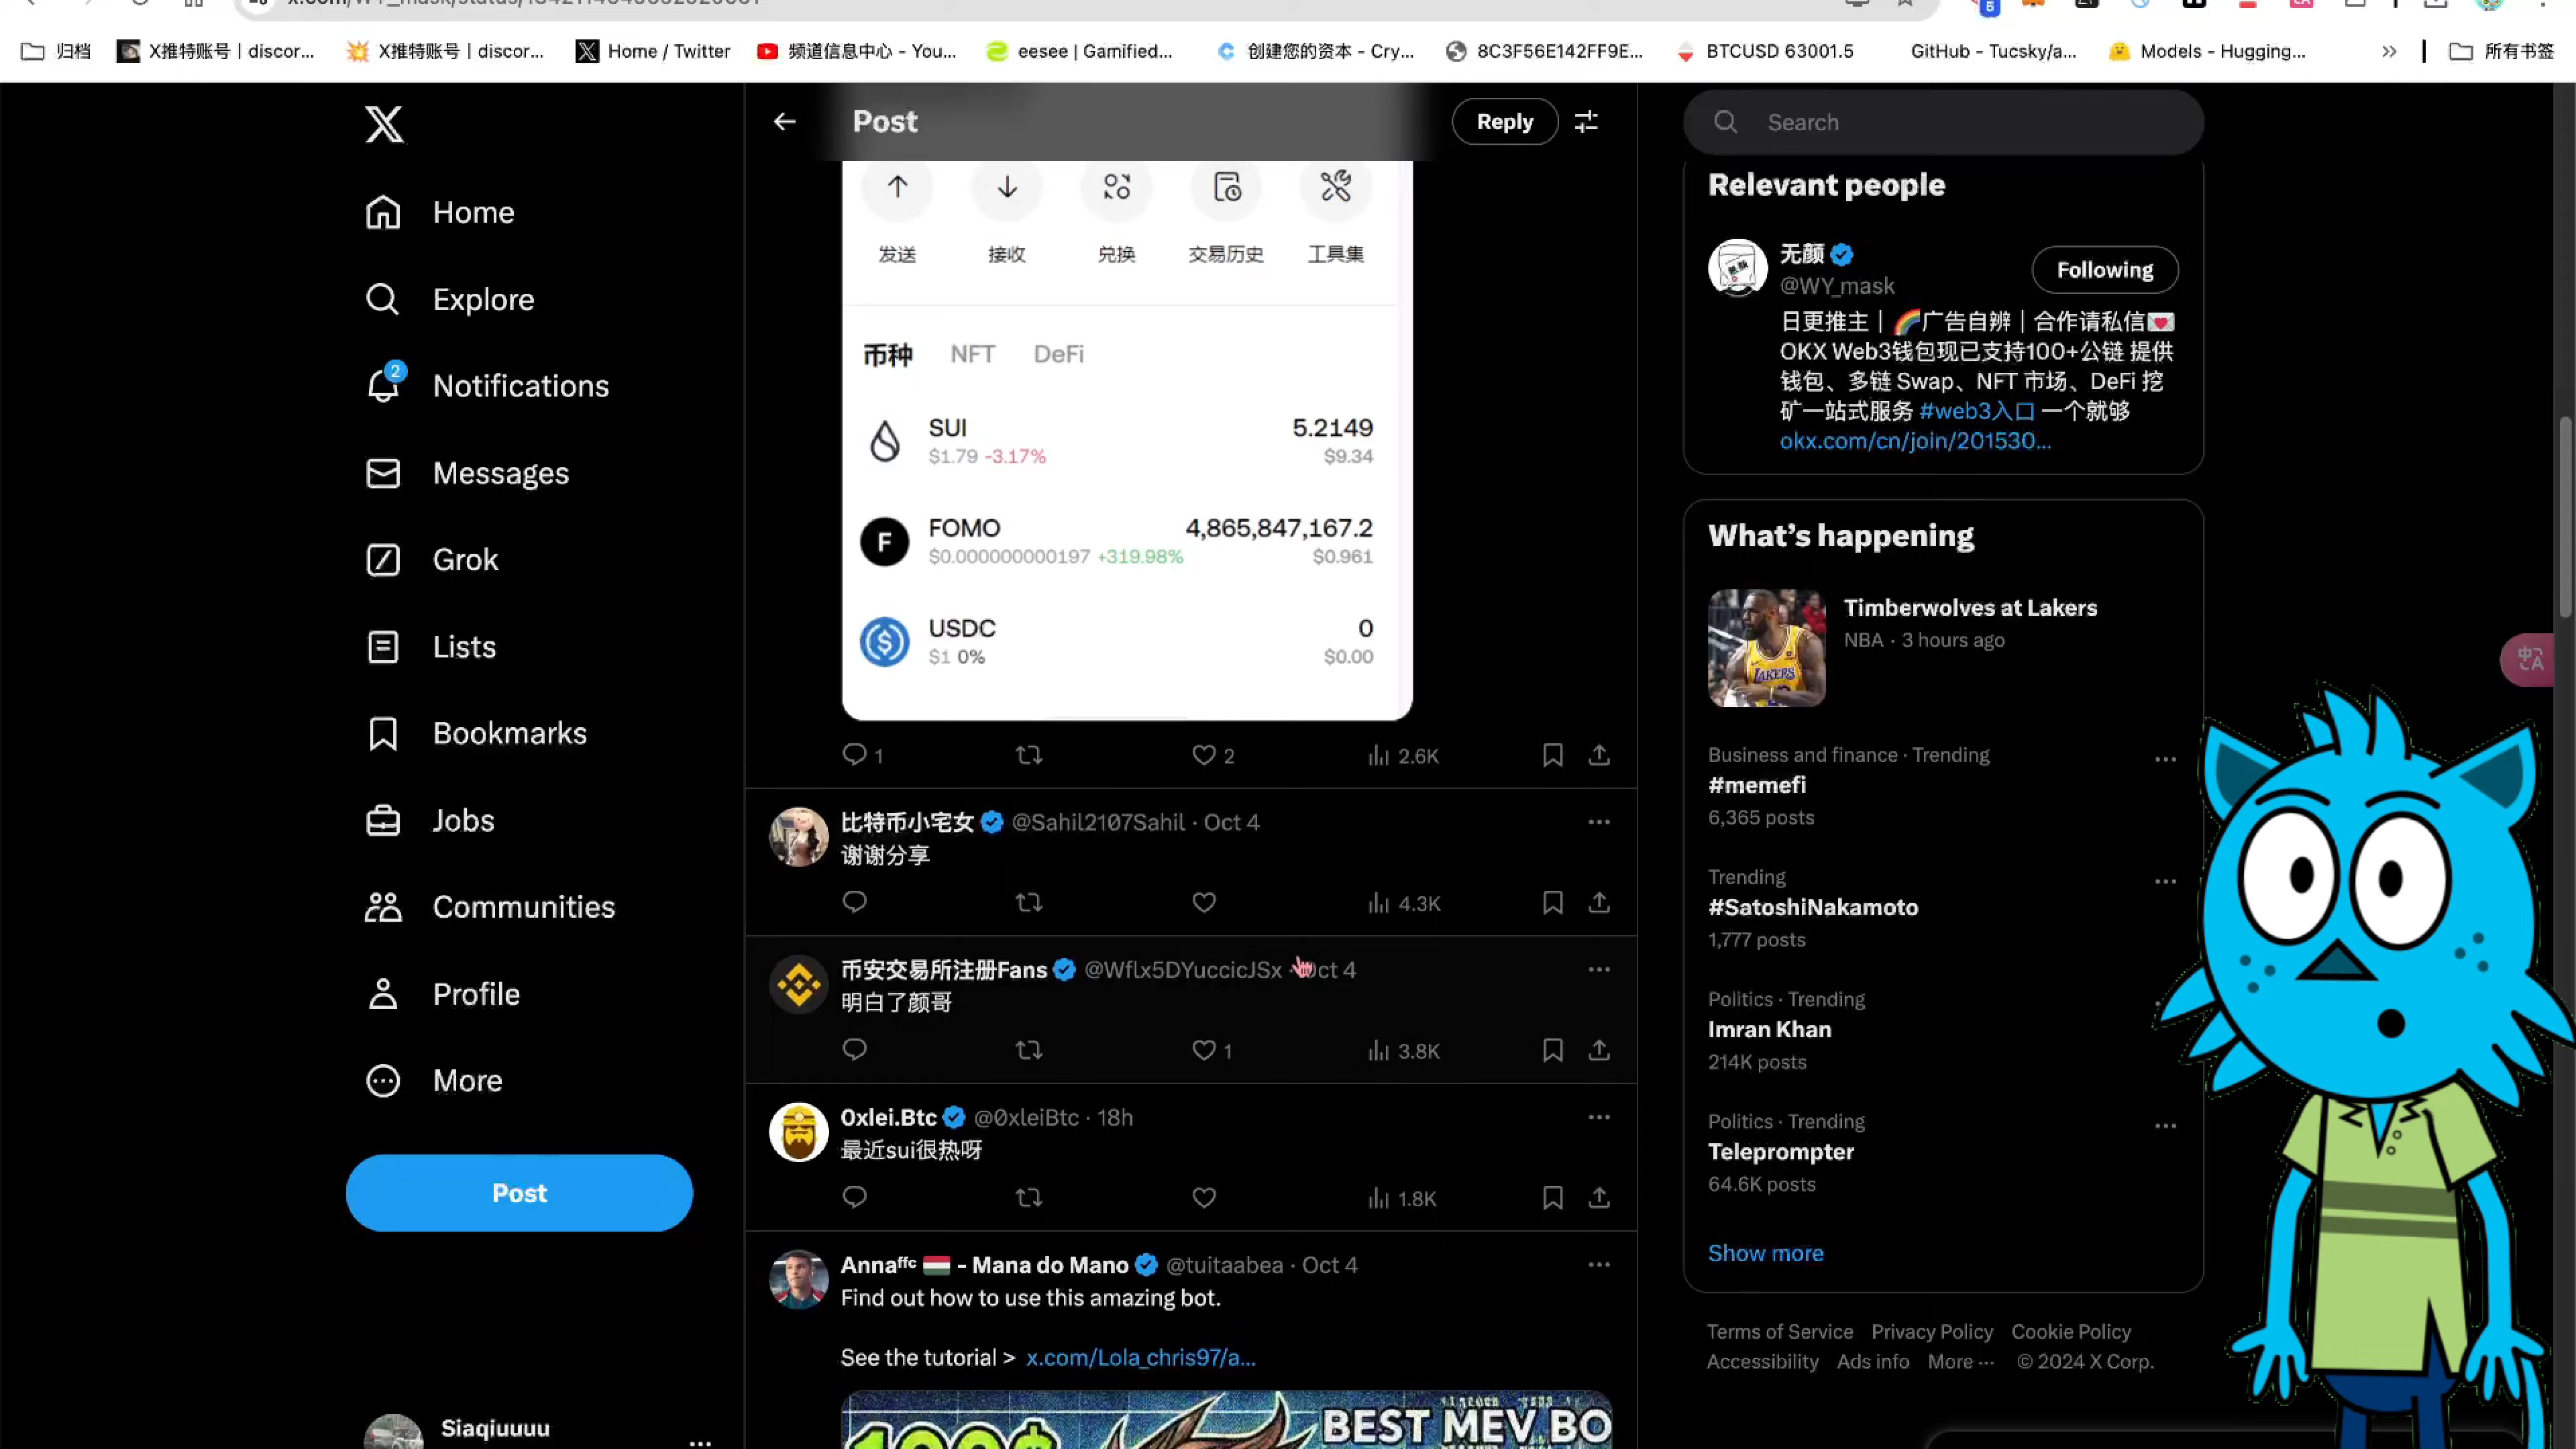 归档
X推特账号 | discor...
X推特账号 | discor...
Home / Twitter
频道信息中心 - You...
eesee | Gamified...
创建您的资本 - Cry...
8C3F56E142FF9E...
BTCUSD 63001.5
GitHub - Tucsky/a...
Models - Hugging...
所有书签
Home
Explore
2
Notifications
Messages
Grok
Lists
Bookmarks
Jobs
Communities
Profile
More
Post
Siaqiuuuu
Post
Reply
发送
接收
兑换
交易历史
工具集
币种
NFT
DeFi
SUI
5.2149
$1.79 -3.17%
$9.34
FOMO
4,865,847,167.2
$0.000000000197 +319.98%
$0.961
USDC
0
$1 0%
$0.00
1
2
2.6K
比特币小宅女 @Sahil2107Sahil · Oct 4
谢谢分享
4.3K
币安交易所注册Fans @Wflx5DYuccicJSx · Oct 4
明白了颜哥
1
3.8K
0xlei.Btc @0xleiBtc · 18h
最近sui很热呀
1.8K
Annaffc - Mana do Mano @tuitaabea · Oct 4
Find out how to use this amazing bot.
See the tutorial > x.com/Lola_chris97/a...
BEST MEV BO
Search
Relevant people
无颜
@WY_mask
Following
日更推主｜🌈广告自辨｜合作请私信💌
OKX Web3钱包现已支持100+公链 提供
钱包、多链 Swap、NFT 市场、DeFi 挖
矿一站式服务 #web3入口 一个就够
okx.com/cn/join/201530...
What's happening
Timberwolves at Lakers
NBA · 3 hours ago
LAKERS
Business and finance · Trending
#memefi
6,365 posts
Trending
#SatoshiNakamoto
1,777 posts
Politics · Trending
Imran Khan
214K posts
Politics · Trending
Teleprompter
64.6K posts
Show more
Terms of Service Privacy Policy Cookie Policy
Accessibility Ads info More ··· © 2024 X Corp.